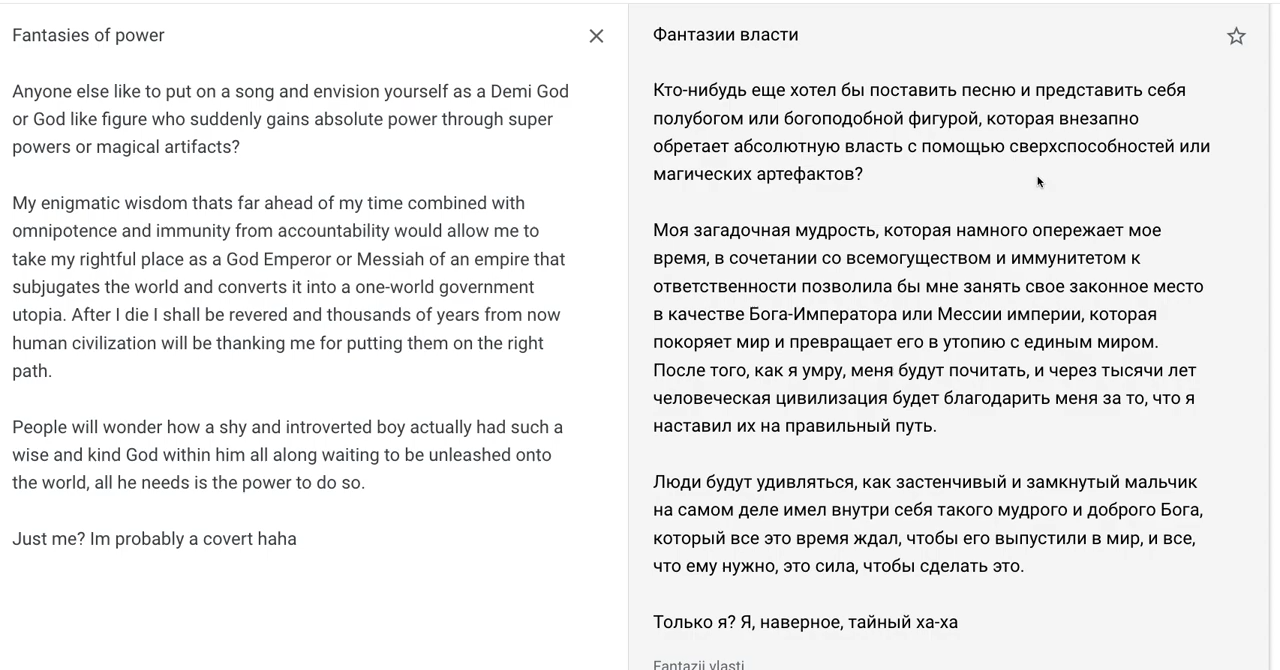 Fantasies of power
Anyone else like to put on a song and envision yourself as a Demi God
or God like figure who suddenly gains absolute power through super
powers or magical artifacts?
My enigmatic wisdom thats far ahead of my time combined with
omnipotence and immunity from accountability would allow me to
take my rightful place as a God Emperor or Messiah of an empire that
subjugates the world and converts it into a one-world government
utopia. After I die I shall be revered and thousands of years from now
human civilization will be thanking me for putting them on the right
path.
People will wonder how a shy and introverted boy actually had such a
wise and kind God within him all along waiting to be unleashed onto
the world, all he needs is the power to do so.
Just me? Im probably a covert haha
Фантазии власти
Кто-нибудь еще хотел бы поставить песню и представить себя
полубогом или богоподобной фигурой, которая внезапно
обретает абсолютную власть с помощью сверхспособностей или
магических артефактов?
Моя загадочная мудрость, которая намного опережает мое
время, в сочетании со всемогуществом и иммунитетом к
ответственности позволила бы мне занять свое законное место
в качестве Бога-Императора или Мессии империи, которая
покоряет мир и превращает его в утопию с единым миром.
После того, как я умру, меня будут почитать, и через тысячи лет
человеческая цивилизация будет благодарить меня за то, что я
наставил их на правильный путь.
Люди будут удивляться, как застенчивый и замкнутый мальчик
на самом деле имел внутри себя такого мудрого и доброго Бога,
который все это время ждал, чтобы его выпустили в мир, и все,
что ему нужно, это сила, чтобы сделать это.
Только я? Я, наверное, тайный ха-ха
Fantazii vlasti